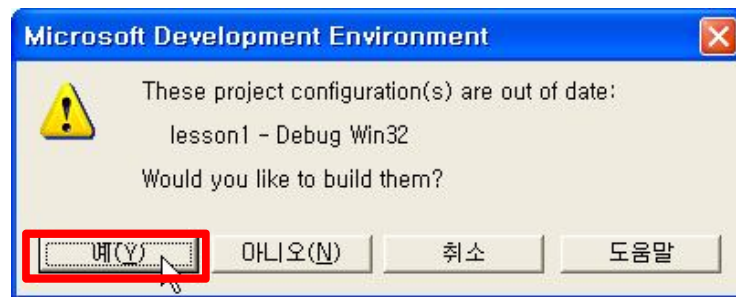 Microsoft Development Environment
These project configuration(s) are out of date:
lesson1 - Debug Win32
Would you like to build them?
예(Y) 아니오(N) 취소 도움말